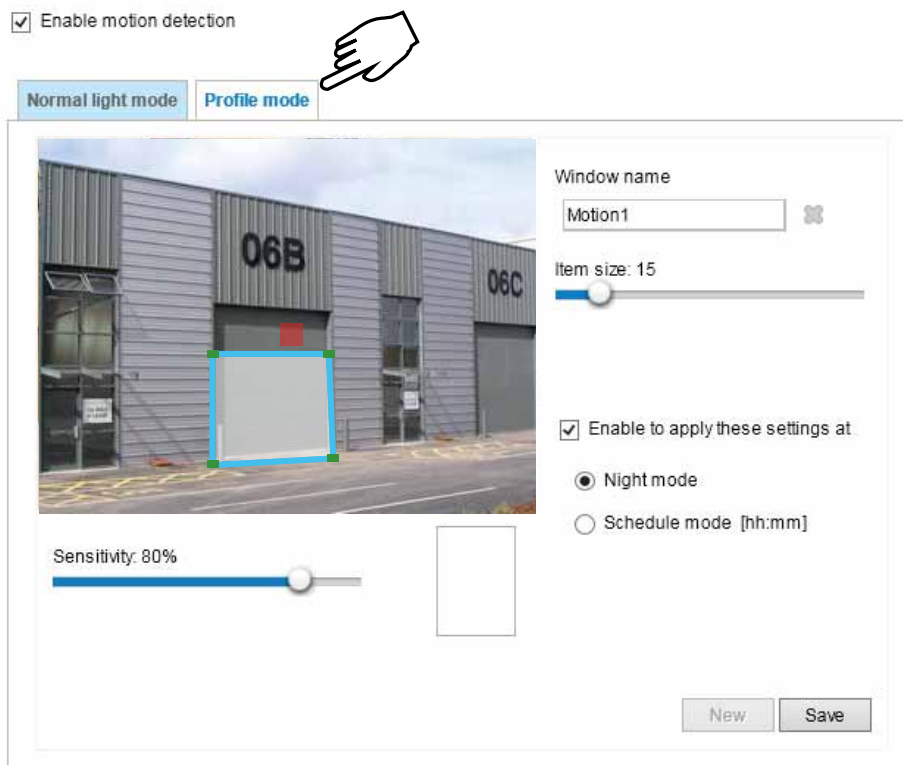 Enable motion detection
Normal light mode
Profile mode
06B
06C
Window name
Motion1
Item size: 15
Enable to apply these settings at
Night mode
Schedule mode [hh:mm]
Sensitivity: 80%
New
Save